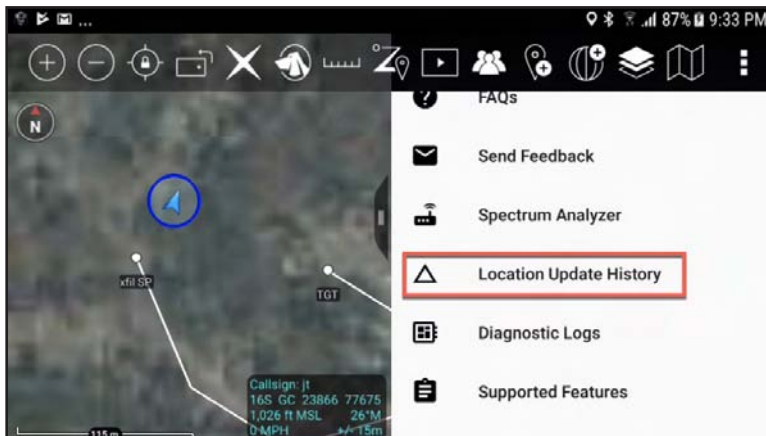 ... 87% 9:33 PM
N
xfil SP
TGT
Callsign: jt
16S GC 23866 77675
1,026 ft MSL 26°M
0 MPH +/- 15m
115 m
FAQs
Send Feedback
Spectrum Analyzer
Location Update History
Diagnostic Logs
Supported Features